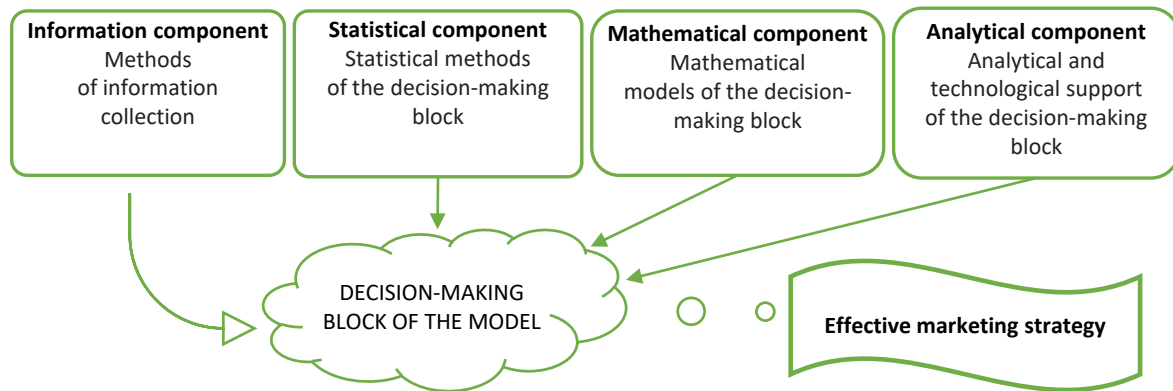 Information component
Methods
of information
collection
Statistical component
Statistical methods
of the decision-making
block
Mathematical component
Mathematical
models of the decision-
making block
Analytical component
Analytical and
technological support
of the decision-making
block
DECISION-MAKING
BLOCK OF THE MODEL
Effective marketing strategy